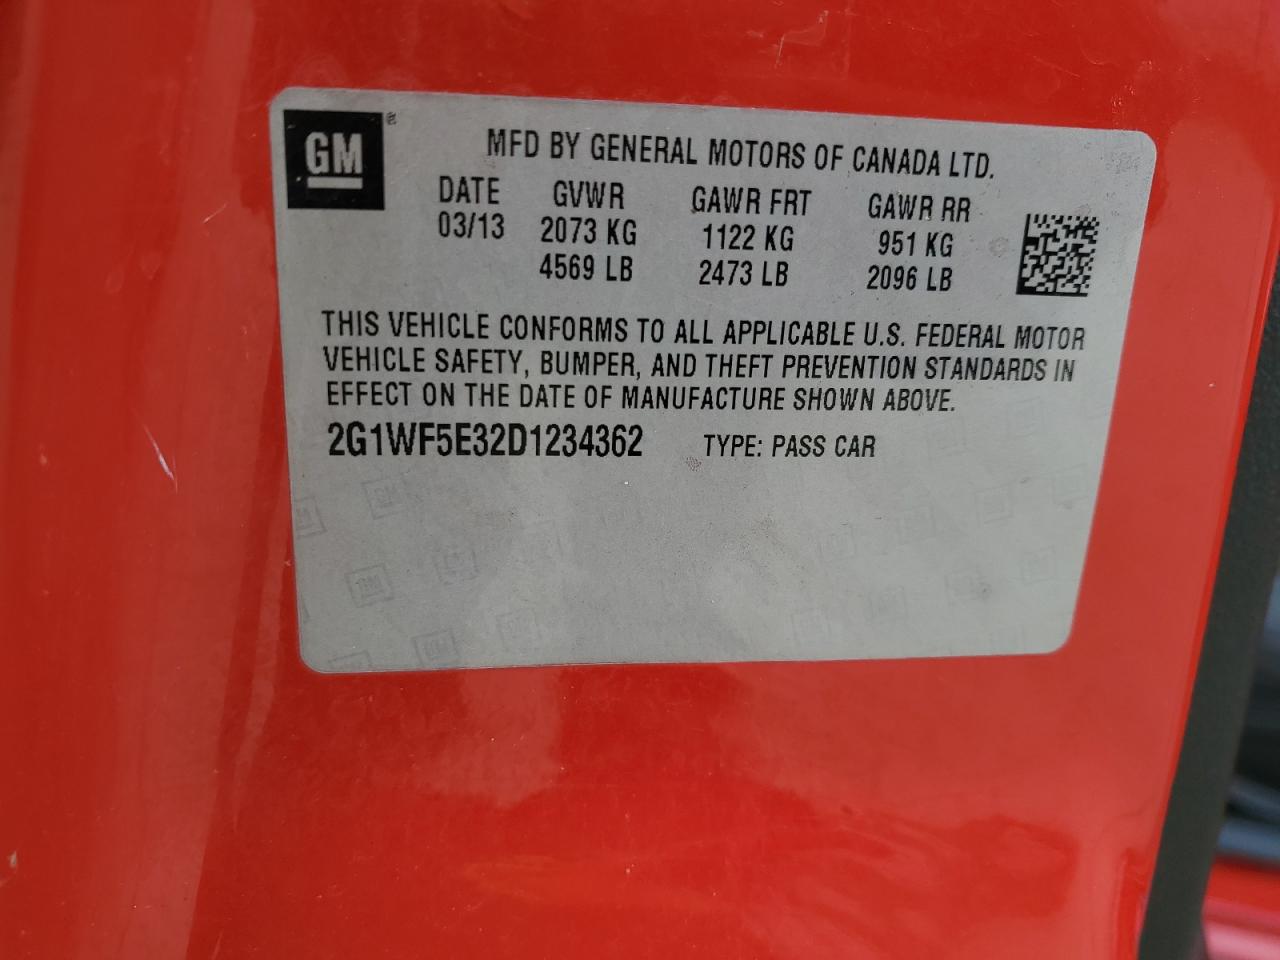 GM ®
MFD BY GENERAL MOTORS OF CANADA LTD.
DATE GVWR GAWR FRT GAWR RR
03/13 2073 KG 1122 KG 951 KG
4569 LB 2473 LB 2096 LB
THIS VEHICLE CONFORMS TO ALL APPLICABLE U.S. FEDERAL MOTOR
VEHICLE SAFETY, BUMPER, AND THEFT PREVENTION STANDARDS IN
EFFECT ON THE DATE OF MANUFACTURE SHOWN ABOVE.
2G1WF5E32D1234362 TYPE: PASS CAR